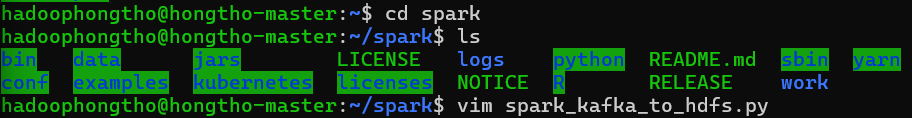 hadoophongtho@hongtho-master:~$ cd spark
hadoophongtho@hongtho-master:~/spark$ ls
bin data jars LICENSE logs python README.md sbin yarn
conf examples kubernetes licenses NOTICE R RELEASE work
hadoophongtho@hongtho-master:~/spark$ vim spark_kafka_to_hdfs.py